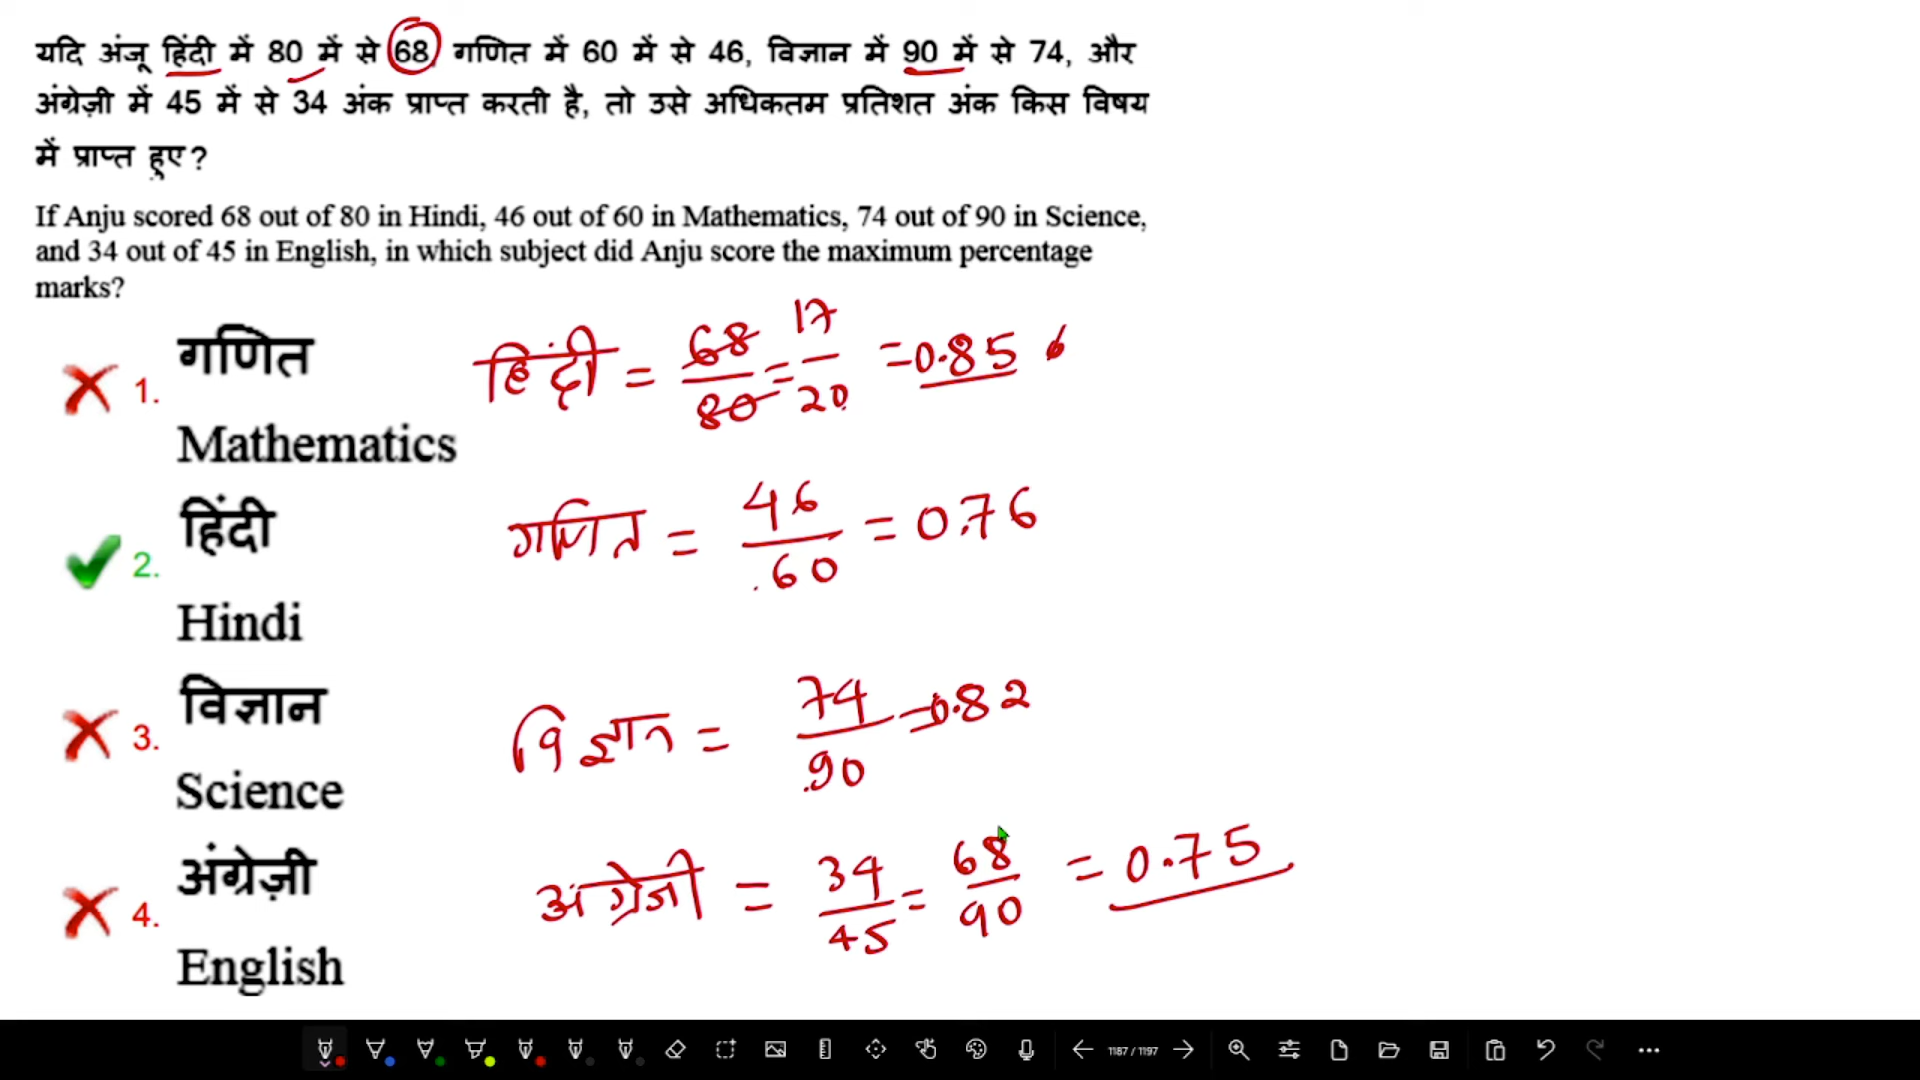 यदि अंजू हिंदी में 80 में से 68, गणित में 60 में से 46, विज्ञान में 90 में से 74, और
अंग्रेज़ी में 45 में से 34 अंक प्राप्त करती है, तो उसे अधिकतम प्रतिशत अंक किस विषय
में प्राप्त हुए?
If Anju scored 68 out of 80 in Hindi, 46 out of 60 in Mathematics, 74 out of 90 in Science,
and 34 out of 45 in English, in which subject did Anju score the maximum percentage
marks?
1. गणित
Mathematics
2. हिंदी
Hindi
3. विज्ञान
Science
4. अंग्रेज़ी
English
हिंदी = 68/80 = 17/20 = 0.85
गणित = 46/60 = 0.76
विज्ञान = 74/90 = 0.82
अंग्रेजी = 34/45 = 68/90 = 0.75
1187 / 1197